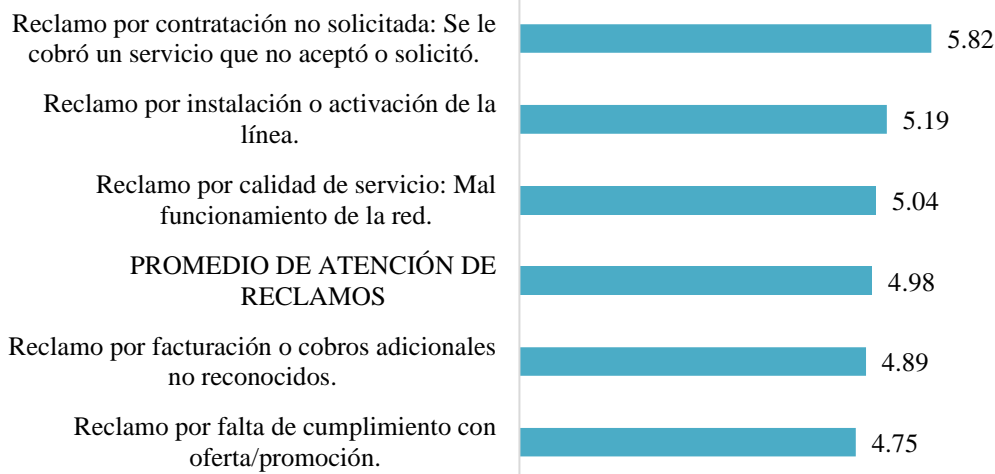 Reclamo por contratación no solicitada: Se le
cobró un servicio que no aceptó o solicitó.
5.82
Reclamo por instalación o activación de la
línea.
5.19
Reclamo por calidad de servicio: Mal
funcionamiento de la red.
5.04
PROMEDIO DE ATENCIÓN DE
RECLAMOS
4.98
Reclamo por facturación o cobros adicionales
no reconocidos.
4.89
Reclamo por falta de cumplimiento con
oferta/promoción.
4.75